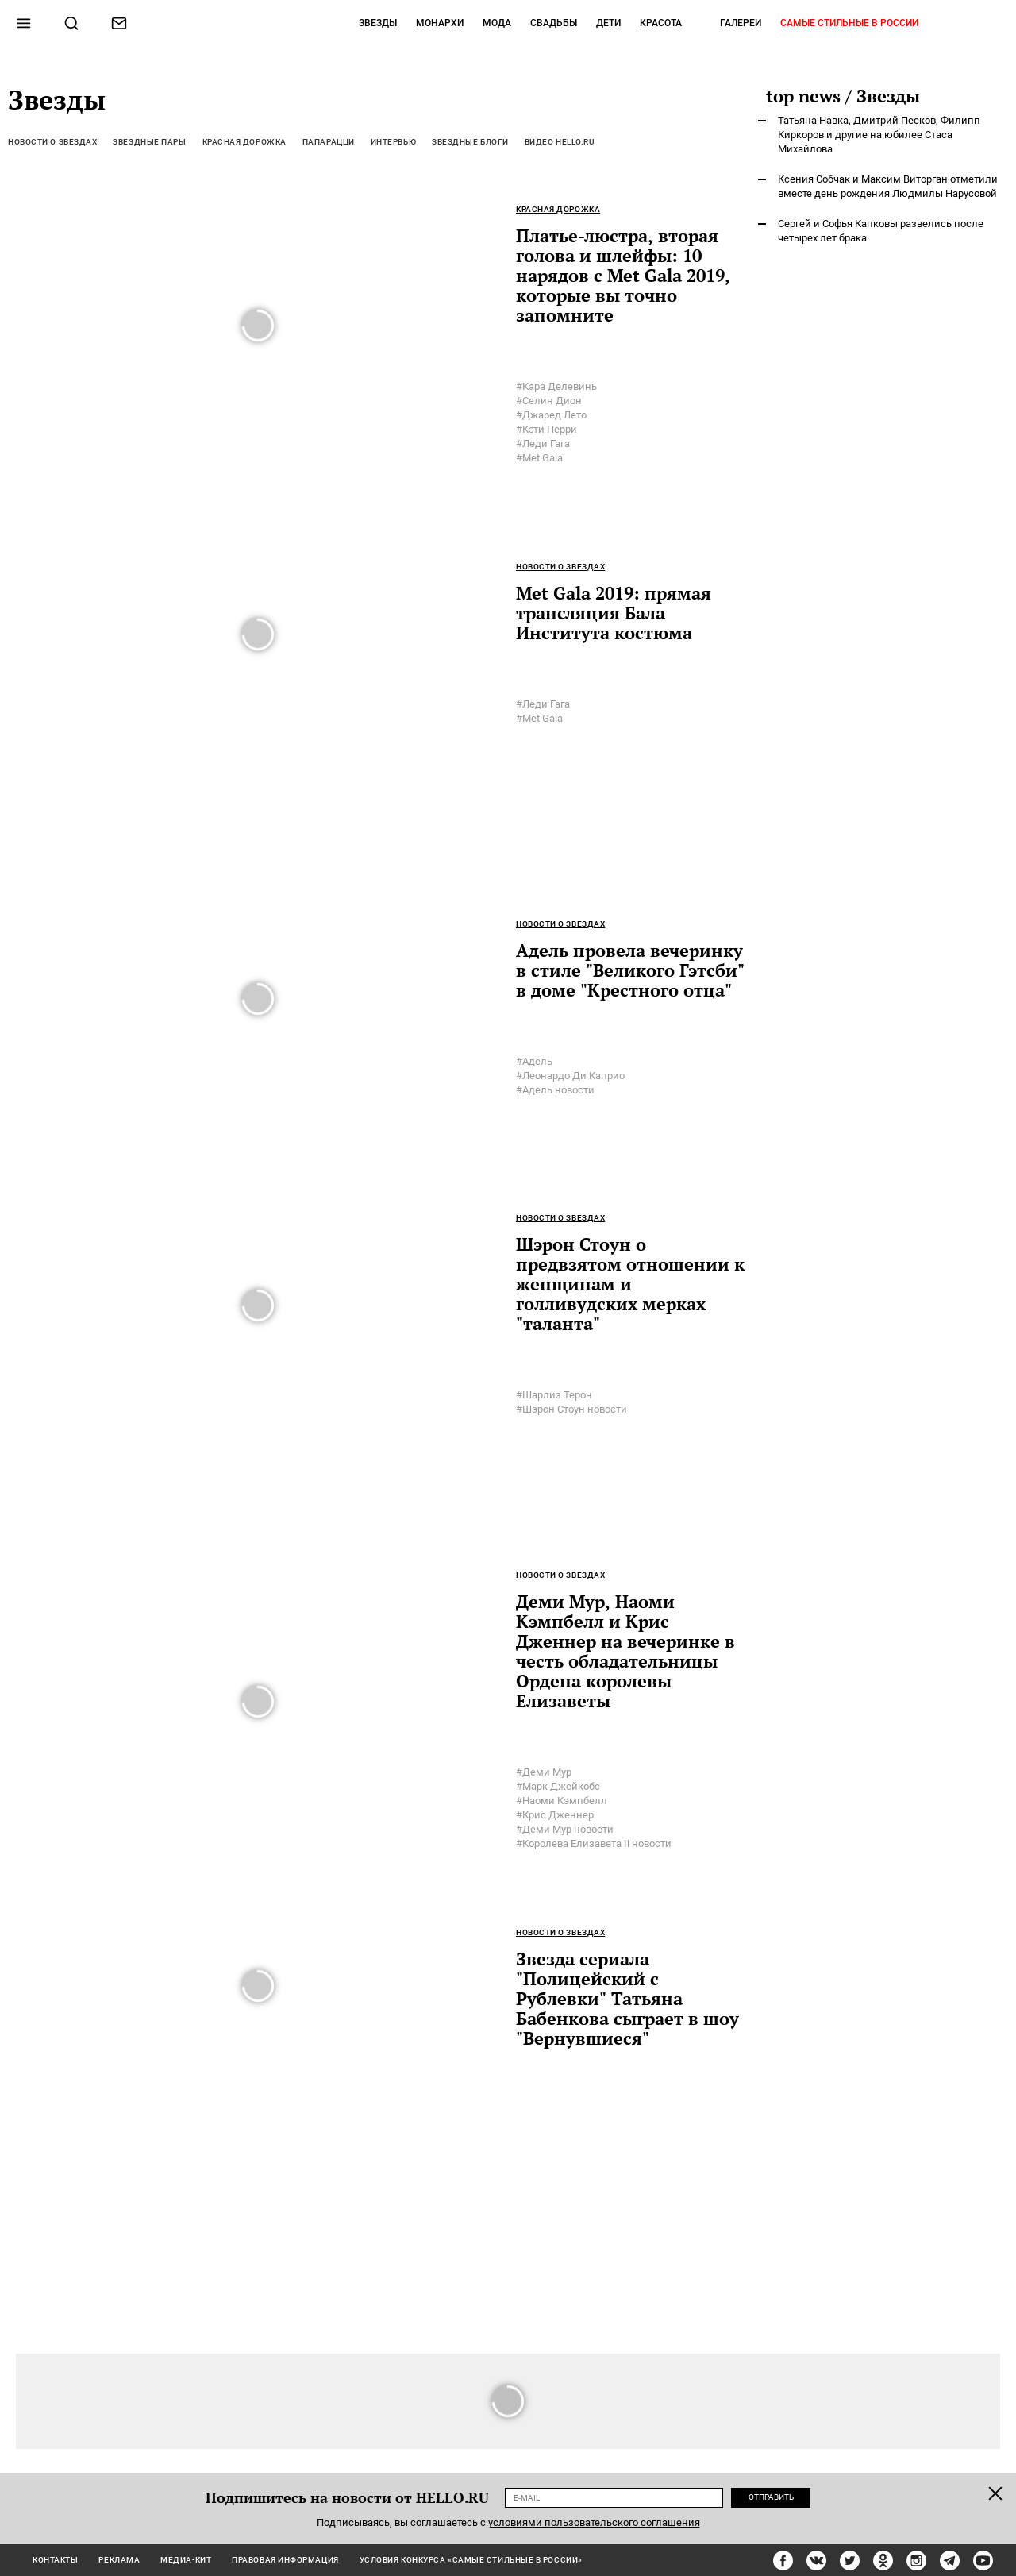 ЗВЕЗДЫ МОНАРХИ МОДА СВАДЬБЫ ДЕТИ КРАСОТА ГАЛЕРЕИ САМЫЕ СТИЛЬНЫЕ В РОССИИ
Звезды
НОВОСТИ О ЗВЕЗДАХ ЗВЕЗДНЫЕ ПАРЫ КРАСНАЯ ДОРОЖКА ПАПАРАЦЦИ ИНТЕРВЬЮ ЗВЕЗДНЫЕ БЛОГИ ВИДЕО HELLO.RU
top news / Звезды
Татьяна Навка, Дмитрий Песков, Филипп
Киркоров и другие на юбилее Стаса
Михайлова
Ксения Собчак и Максим Виторган отметили
вместе день рождения Людмилы Нарусовой
Сергей и Софья Капковы развелись после
четырех лет брака
КРАСНАЯ ДОРОЖКА
Платье-люстра, вторая
голова и шлейфы: 10
нарядов с Met Gala 2019,
которые вы точно
запомните
#Кара Делевинь
#Селин Дион
#Джаред Лето
#Кэти Перри
#Леди Гага
#Met Gala
НОВОСТИ О ЗВЕЗДАХ
Met Gala 2019: прямая
трансляция Бала
Института костюма
#Леди Гага
#Met Gala
НОВОСТИ О ЗВЕЗДАХ
Адель провела вечеринку
в стиле "Великого Гэтсби"
в доме "Крестного отца"
#Адель
#Леонардо Ди Каприо
#Адель новости
НОВОСТИ О ЗВЕЗДАХ
Шэрон Стоун о
предвзятом отношении к
женщинам и
голливудских мерках
"таланта"
#Шарлиз Терон
#Шэрон Стоун новости
НОВОСТИ О ЗВЕЗДАХ
Деми Мур, Наоми
Кэмпбелл и Крис
Дженнер на вечеринке в
честь обладательницы
Ордена королевы
Елизаветы
#Деми Мур
#Марк Джейкобс
#Наоми Кэмпбелл
#Крис Дженнер
#Деми Мур новости
#Королева Елизавета Ii новости
НОВОСТИ О ЗВЕЗДАХ
Звезда сериала
"Полицейский с
Рублевки" Татьяна
Бабенкова сыграет в шоу
"Вернувшиеся"
Подпишитесь на новости от HELLO.RU E-MAIL ОТПРАВИТЬ
Подписываясь, вы соглашаетесь с условиями пользовательского соглашения
КОНТАКТЫ РЕКЛАМА МЕДИА-КИТ ПРАВОВАЯ ИНФОРМАЦИЯ УСЛОВИЯ КОНКУРСА «САМЫЕ СТИЛЬНЫЕ В РОССИИ»